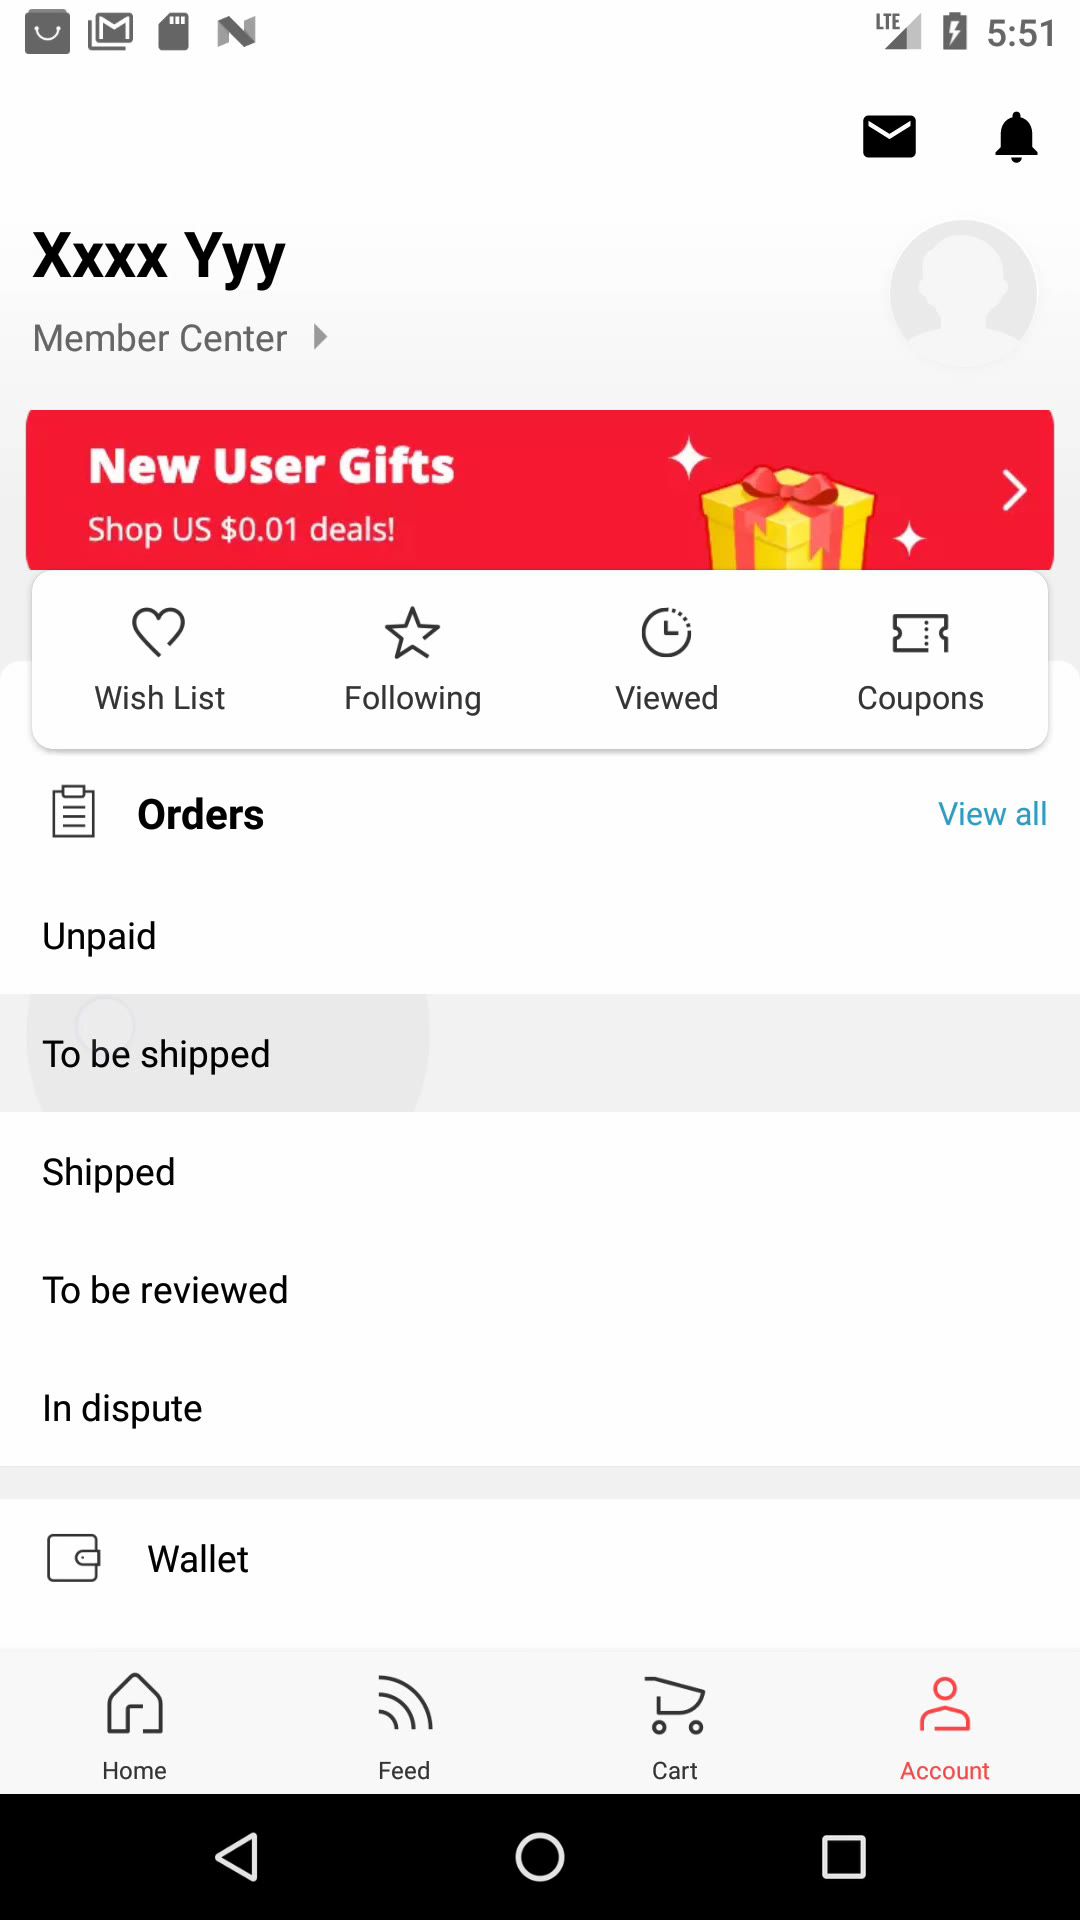 LTE 5:51
Xxxx Yyy
Member Center
New User Gifts
Shop US $0.01 deals!
Wish List Following Viewed Coupons
Orders View all
Unpaid
To be shipped
Shipped
To be reviewed
In dispute
Wallet
Home Feed Cart Account